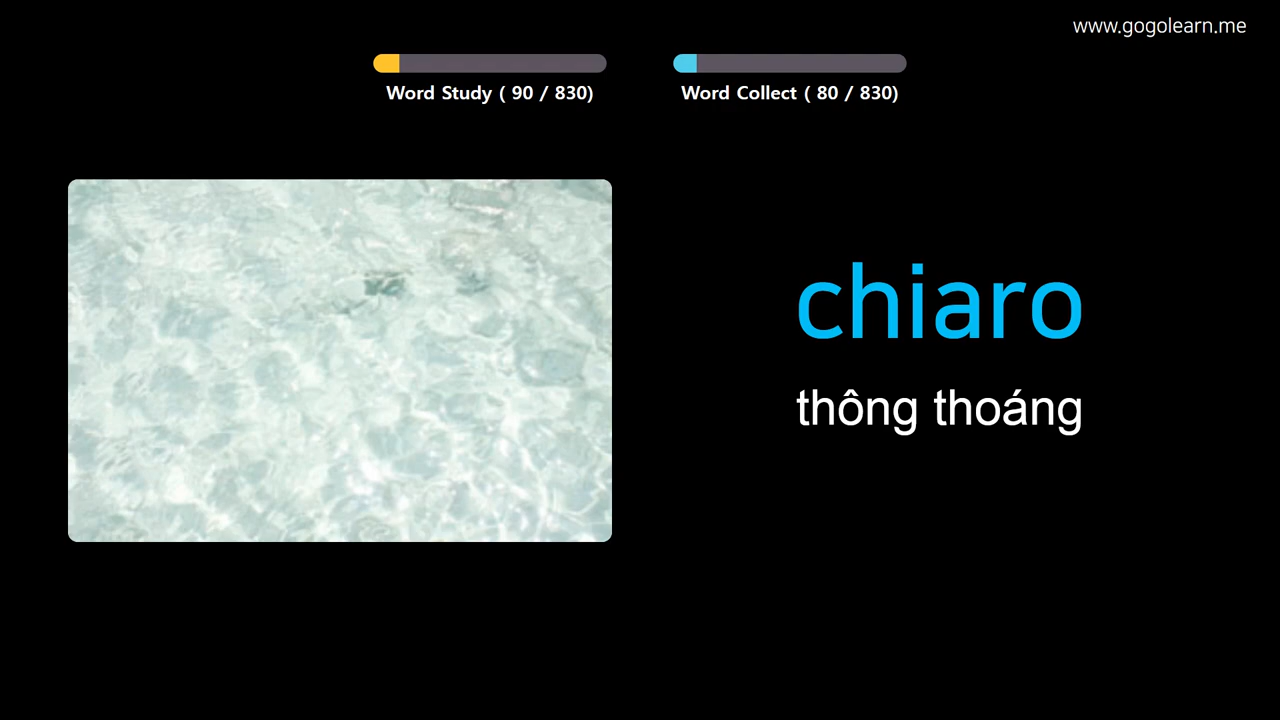 www.gogolearn.me
Word Study ( 90 / 830)
Word Collect ( 80 / 830)
chiaro
thông thoáng